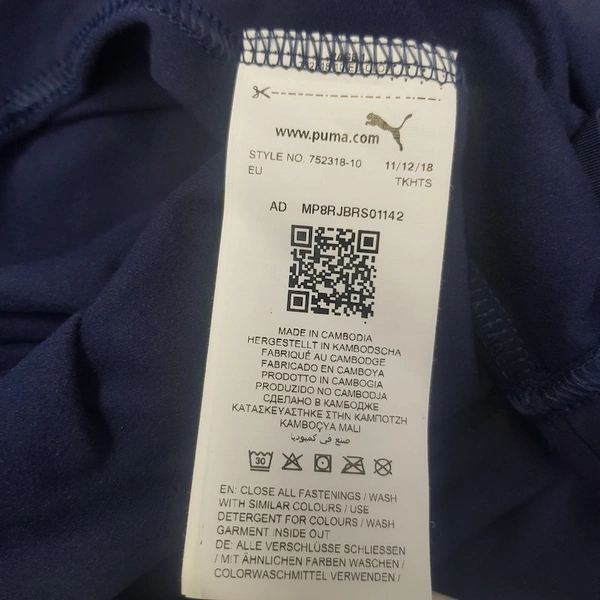 www.puma.com
STYLE NO. 752318-10 11/12/18
EU TKHTS
AD MP8RJBRS01142
MADE IN CAMBODIA
HERGESTELLT IN KAMBODSCHA
FABRIQUÉ AU CAMBODGE
FABRICADO EN CAMBOYA
PRODOTTO IN CAMBOGIA
PRODUZIDO NO CAMBODJA
СДЕЛАНО В КАМБОДЖЕ
ΚΑΤΑΣΚΕΥΑΣΤΗΚΕ ΣΤΗΝ ΚΑΜΠΟΤΖΗ
KAMBOÇYA MALI
صنع في كمبوديا
30
EN: CLOSE ALL FASTENINGS / WASH
WITH SIMILAR COLOURS / USE
DETERGENT FOR COLOURS / WASH
GARMENT INSIDE OUT
DE: ALLE VERSCHLÜSSE SCHLIESSEN
/ MIT ÄHNLICHEN FARBEN WASCHEN /
COLORWASCHMITTEL VERWENDEN /